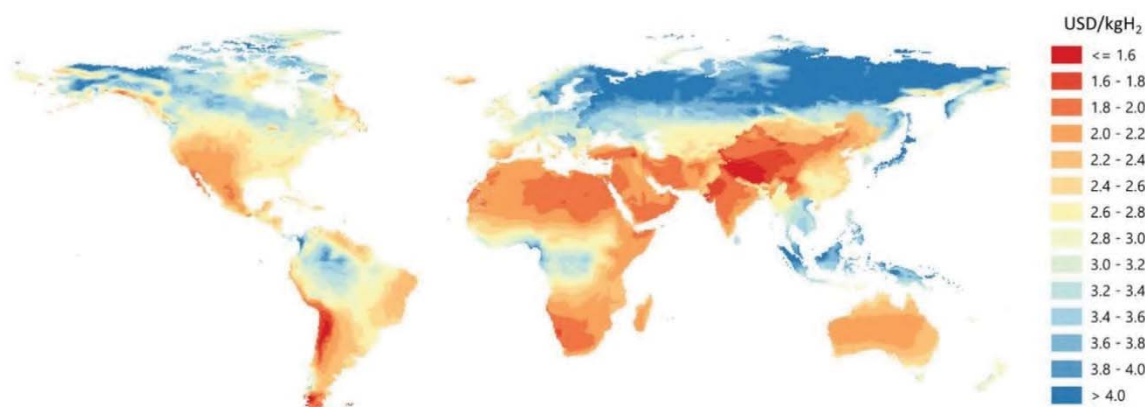 USD/kgH₂
<= 1.6
1.6 - 1.8
1.8 - 2.0
2.0 - 2.2
2.2 - 2.4
2.4 - 2.6
2.6 - 2.8
2.8 - 3.0
3.0 - 3.2
3.2 - 3.4
3.4 - 3.6
3.6 - 3.8
3.8 - 4.0
> 4.0